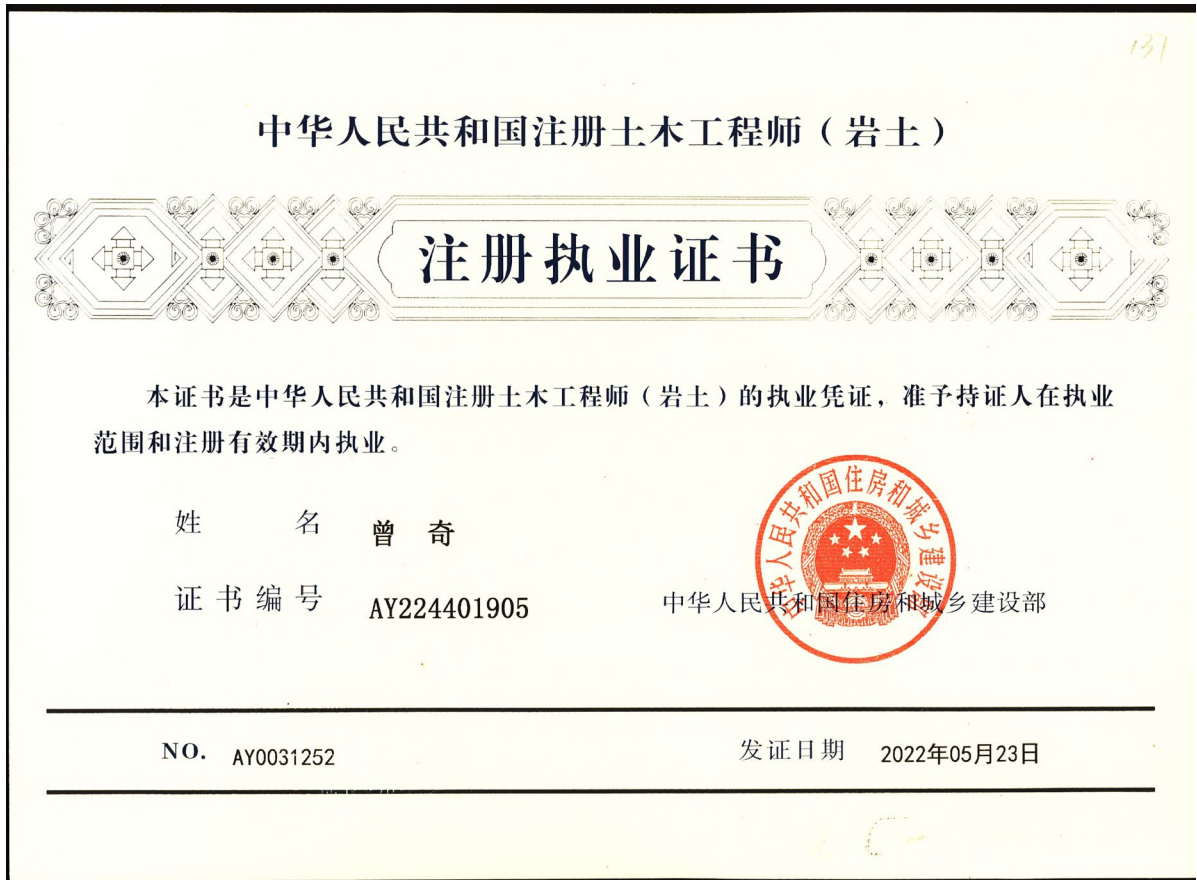 137
中华人民共和国注册土木工程师（岩土）
注册执业证书
本证书是中华人民共和国注册土木工程师（岩土）的执业凭证，准予持证人在执业
范围和注册有效期内执业。
姓名 曾奇
证书编号 AY224401905
中华人民共和国住房和城乡建设部
中华人民共和国住房和城乡建设部
NO. AY0031252
发证日期 2022年05月23日